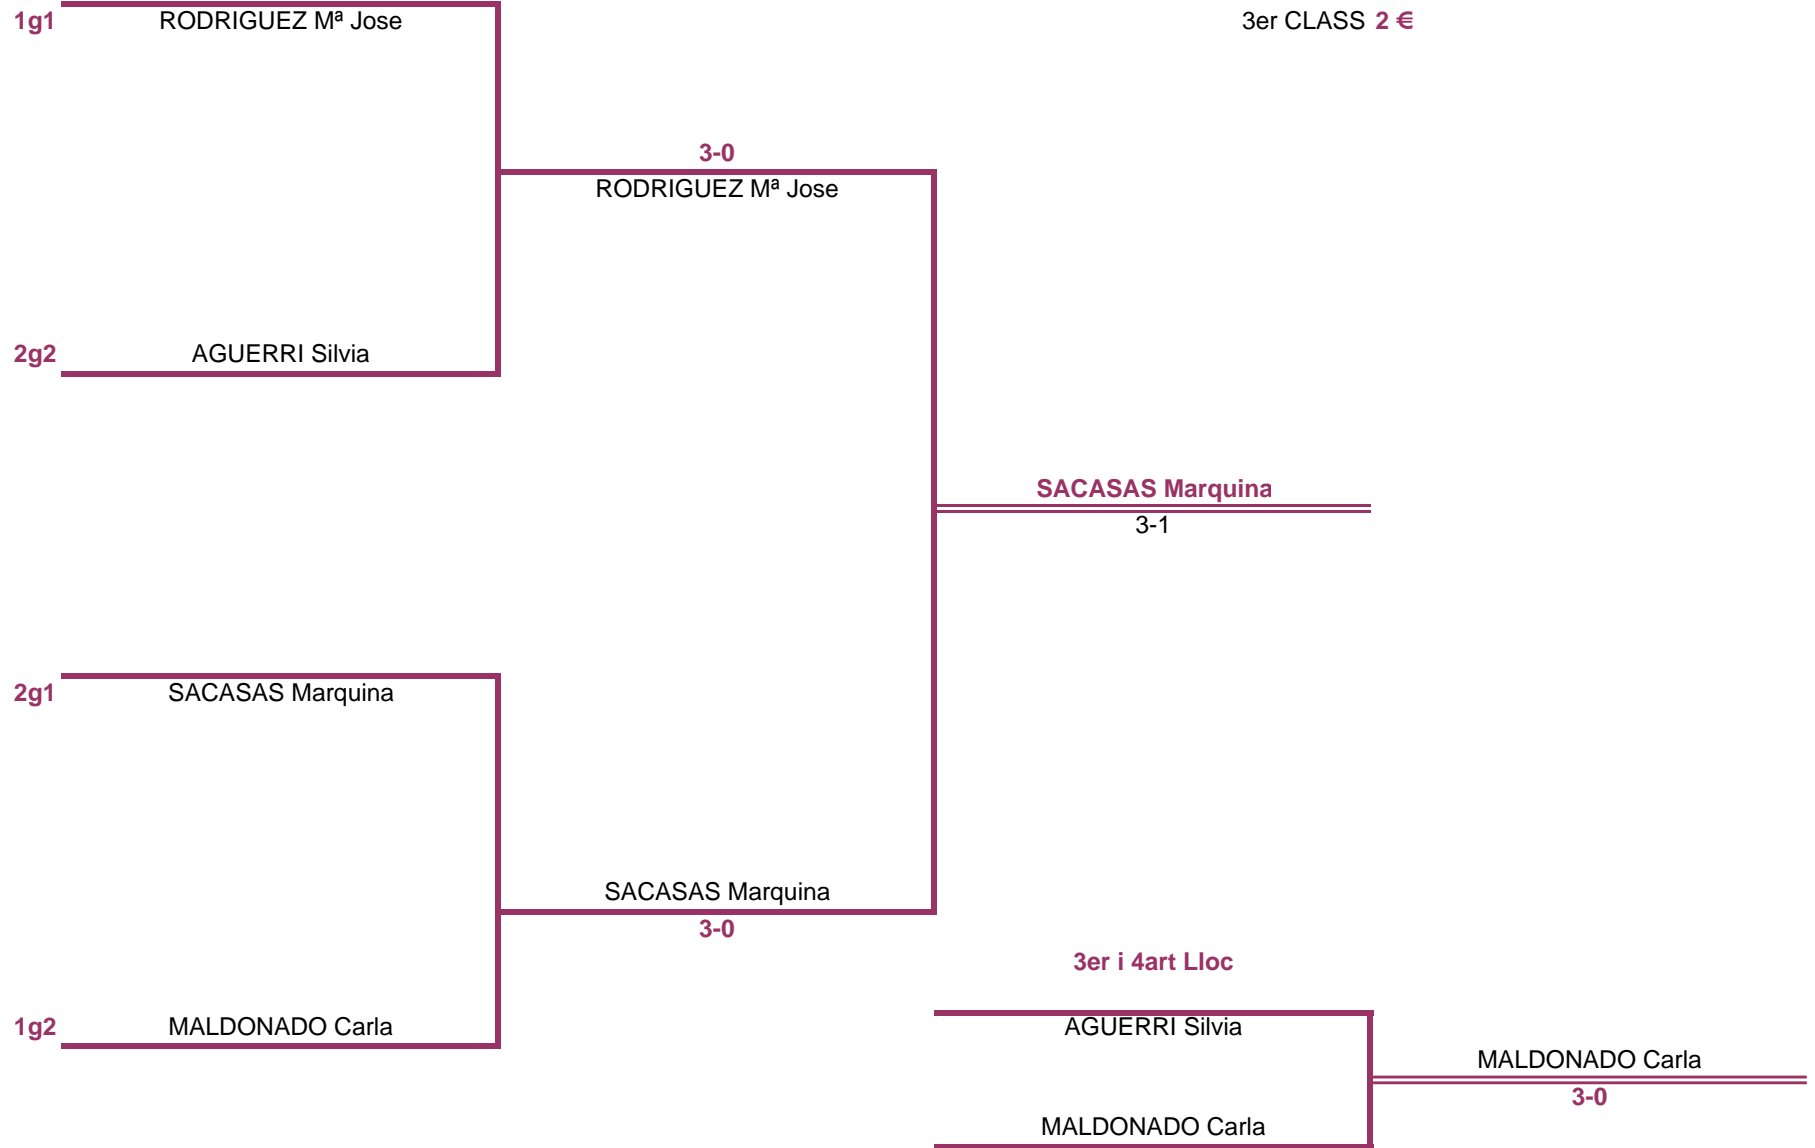 1g1 RODRIGUEZ Mª Jose 3er CLASS 2 €
3-0
RODRIGUEZ Mª Jose
2g2 AGUERRI Silvia
SACASAS Marquina
3-1
2g1 SACASAS Marquina
SACASAS Marquina
3-0
3er i 4art Lloc
1g2 MALDONADO Carla AGUERRI Silvia
MALDONADO Carla
3-0
MALDONADO Carla